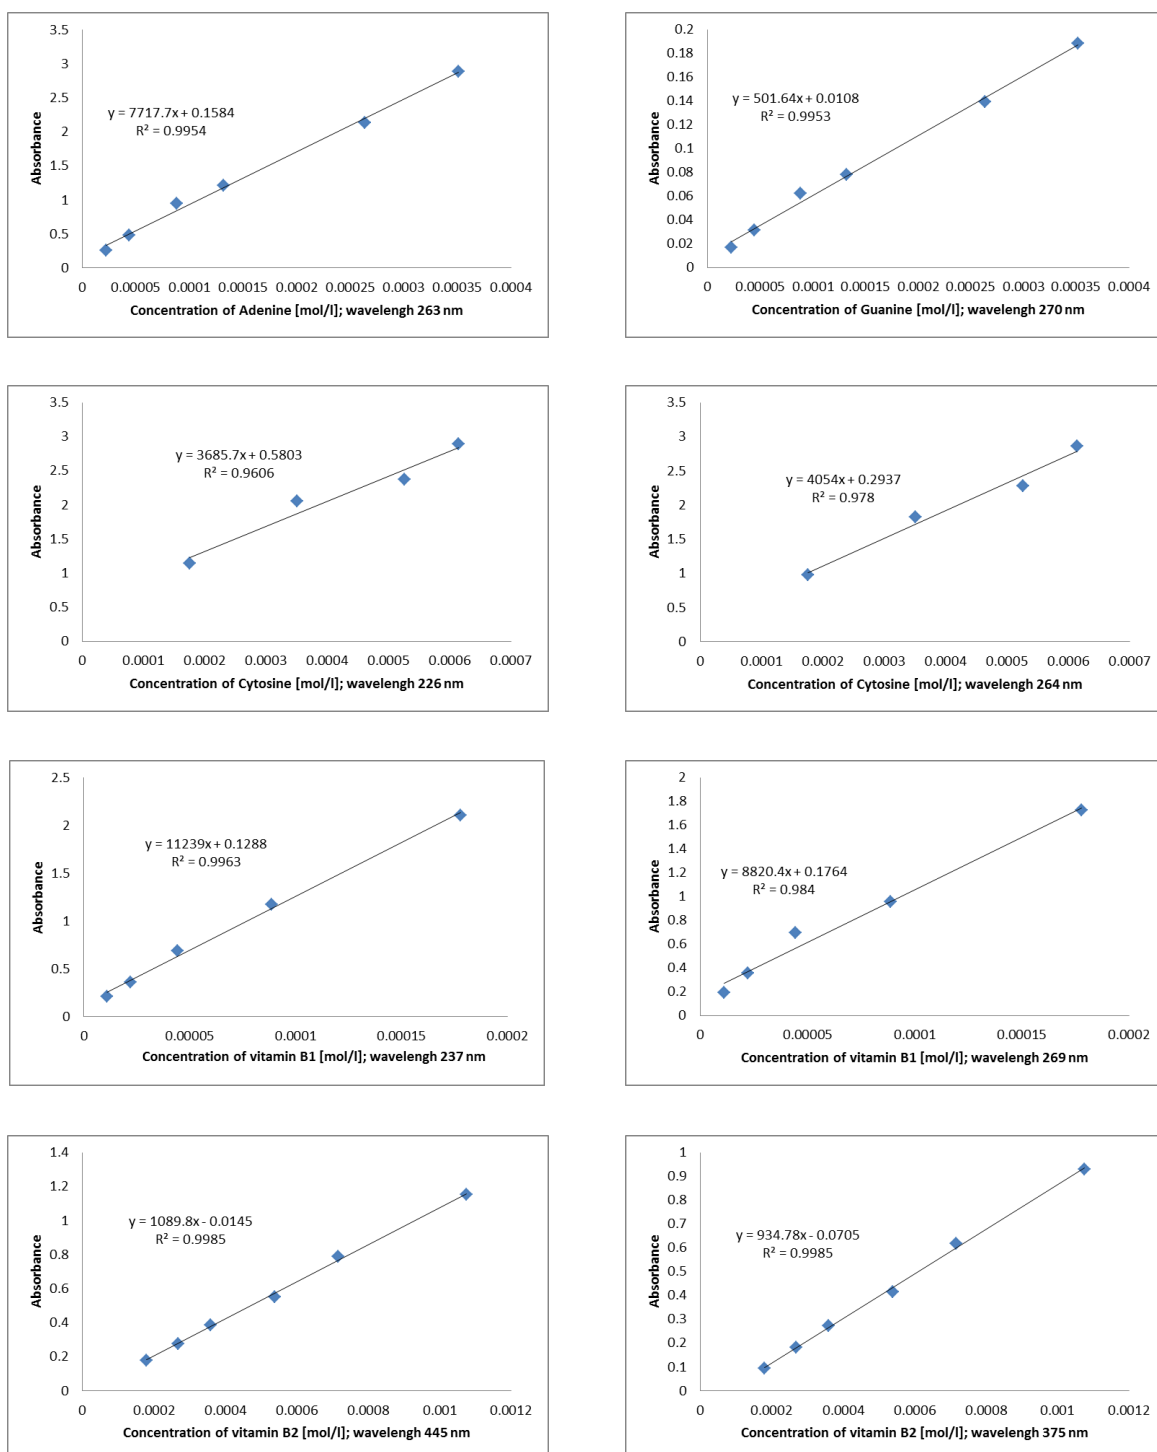 3.5
3
2.5
2
1.5
1
0.5
0
Absorbance
y = 7717.7x + 0.1584
R² = 0.9954
0 0.00005 0.0001 0.00015 0.0002 0.00025 0.0003 0.00035 0.0004
Concentration of Adenine [mol/l]; wavelengh 263 nm
0.2
0.18
0.16
0.14
0.12
0.1
0.08
0.06
0.04
0.02
0
Absorbance
y = 501.64x + 0.0108
R² = 0.9953
0 0.00005 0.0001 0.00015 0.0002 0.00025 0.0003 0.00035 0.0004
Concentration of Guanine [mol/l]; wavelengh 270 nm
3.5
3
2.5
2
1.5
1
0.5
0
Absorbance
y = 3685.7x + 0.5803
R² = 0.9606
0 0.0001 0.0002 0.0003 0.0004 0.0005 0.0006 0.0007
Concentration of Cytosine [mol/l]; wavelengh 226 nm
3.5
3
2.5
2
1.5
1
0.5
0
Absorbance
y = 4054x + 0.2937
R² = 0.978
0 0.0001 0.0002 0.0003 0.0004 0.0005 0.0006 0.0007
Concentration of Cytosine [mol/l]; wavelengh 264 nm
2.5
2
1.5
1
0.5
0
Absorbance
y = 11239x + 0.1288
R² = 0.9963
0 0.00005 0.0001 0.00015 0.0002
Concentration of vitamin B1 [mol/l]; wavelengh 237 nm
2
1.8
1.6
1.4
1.2
1
0.8
0.6
0.4
0.2
0
Absorbance
y = 8820.4x + 0.1764
R² = 0.984
0 0.00005 0.0001 0.00015 0.0002
Concentration of vitamin B1 [mol/l]; wavelengh 269 nm
1.4
1.2
1
0.8
0.6
0.4
0.2
0
Absorbance
y = 1089.8x - 0.0145
R² = 0.9985
0 0.0002 0.0004 0.0006 0.0008 0.001 0.0012
Concentration of vitamin B2 [mol/l]; wavelengh 445 nm
1
0.9
0.8
0.7
0.6
0.5
0.4
0.3
0.2
0.1
0
Absorbance
y = 934.78x - 0.0705
R² = 0.9985
0 0.0002 0.0004 0.0006 0.0008 0.001 0.0012
Concentration of vitamin B2 [mol/l]; wavelengh 375 nm